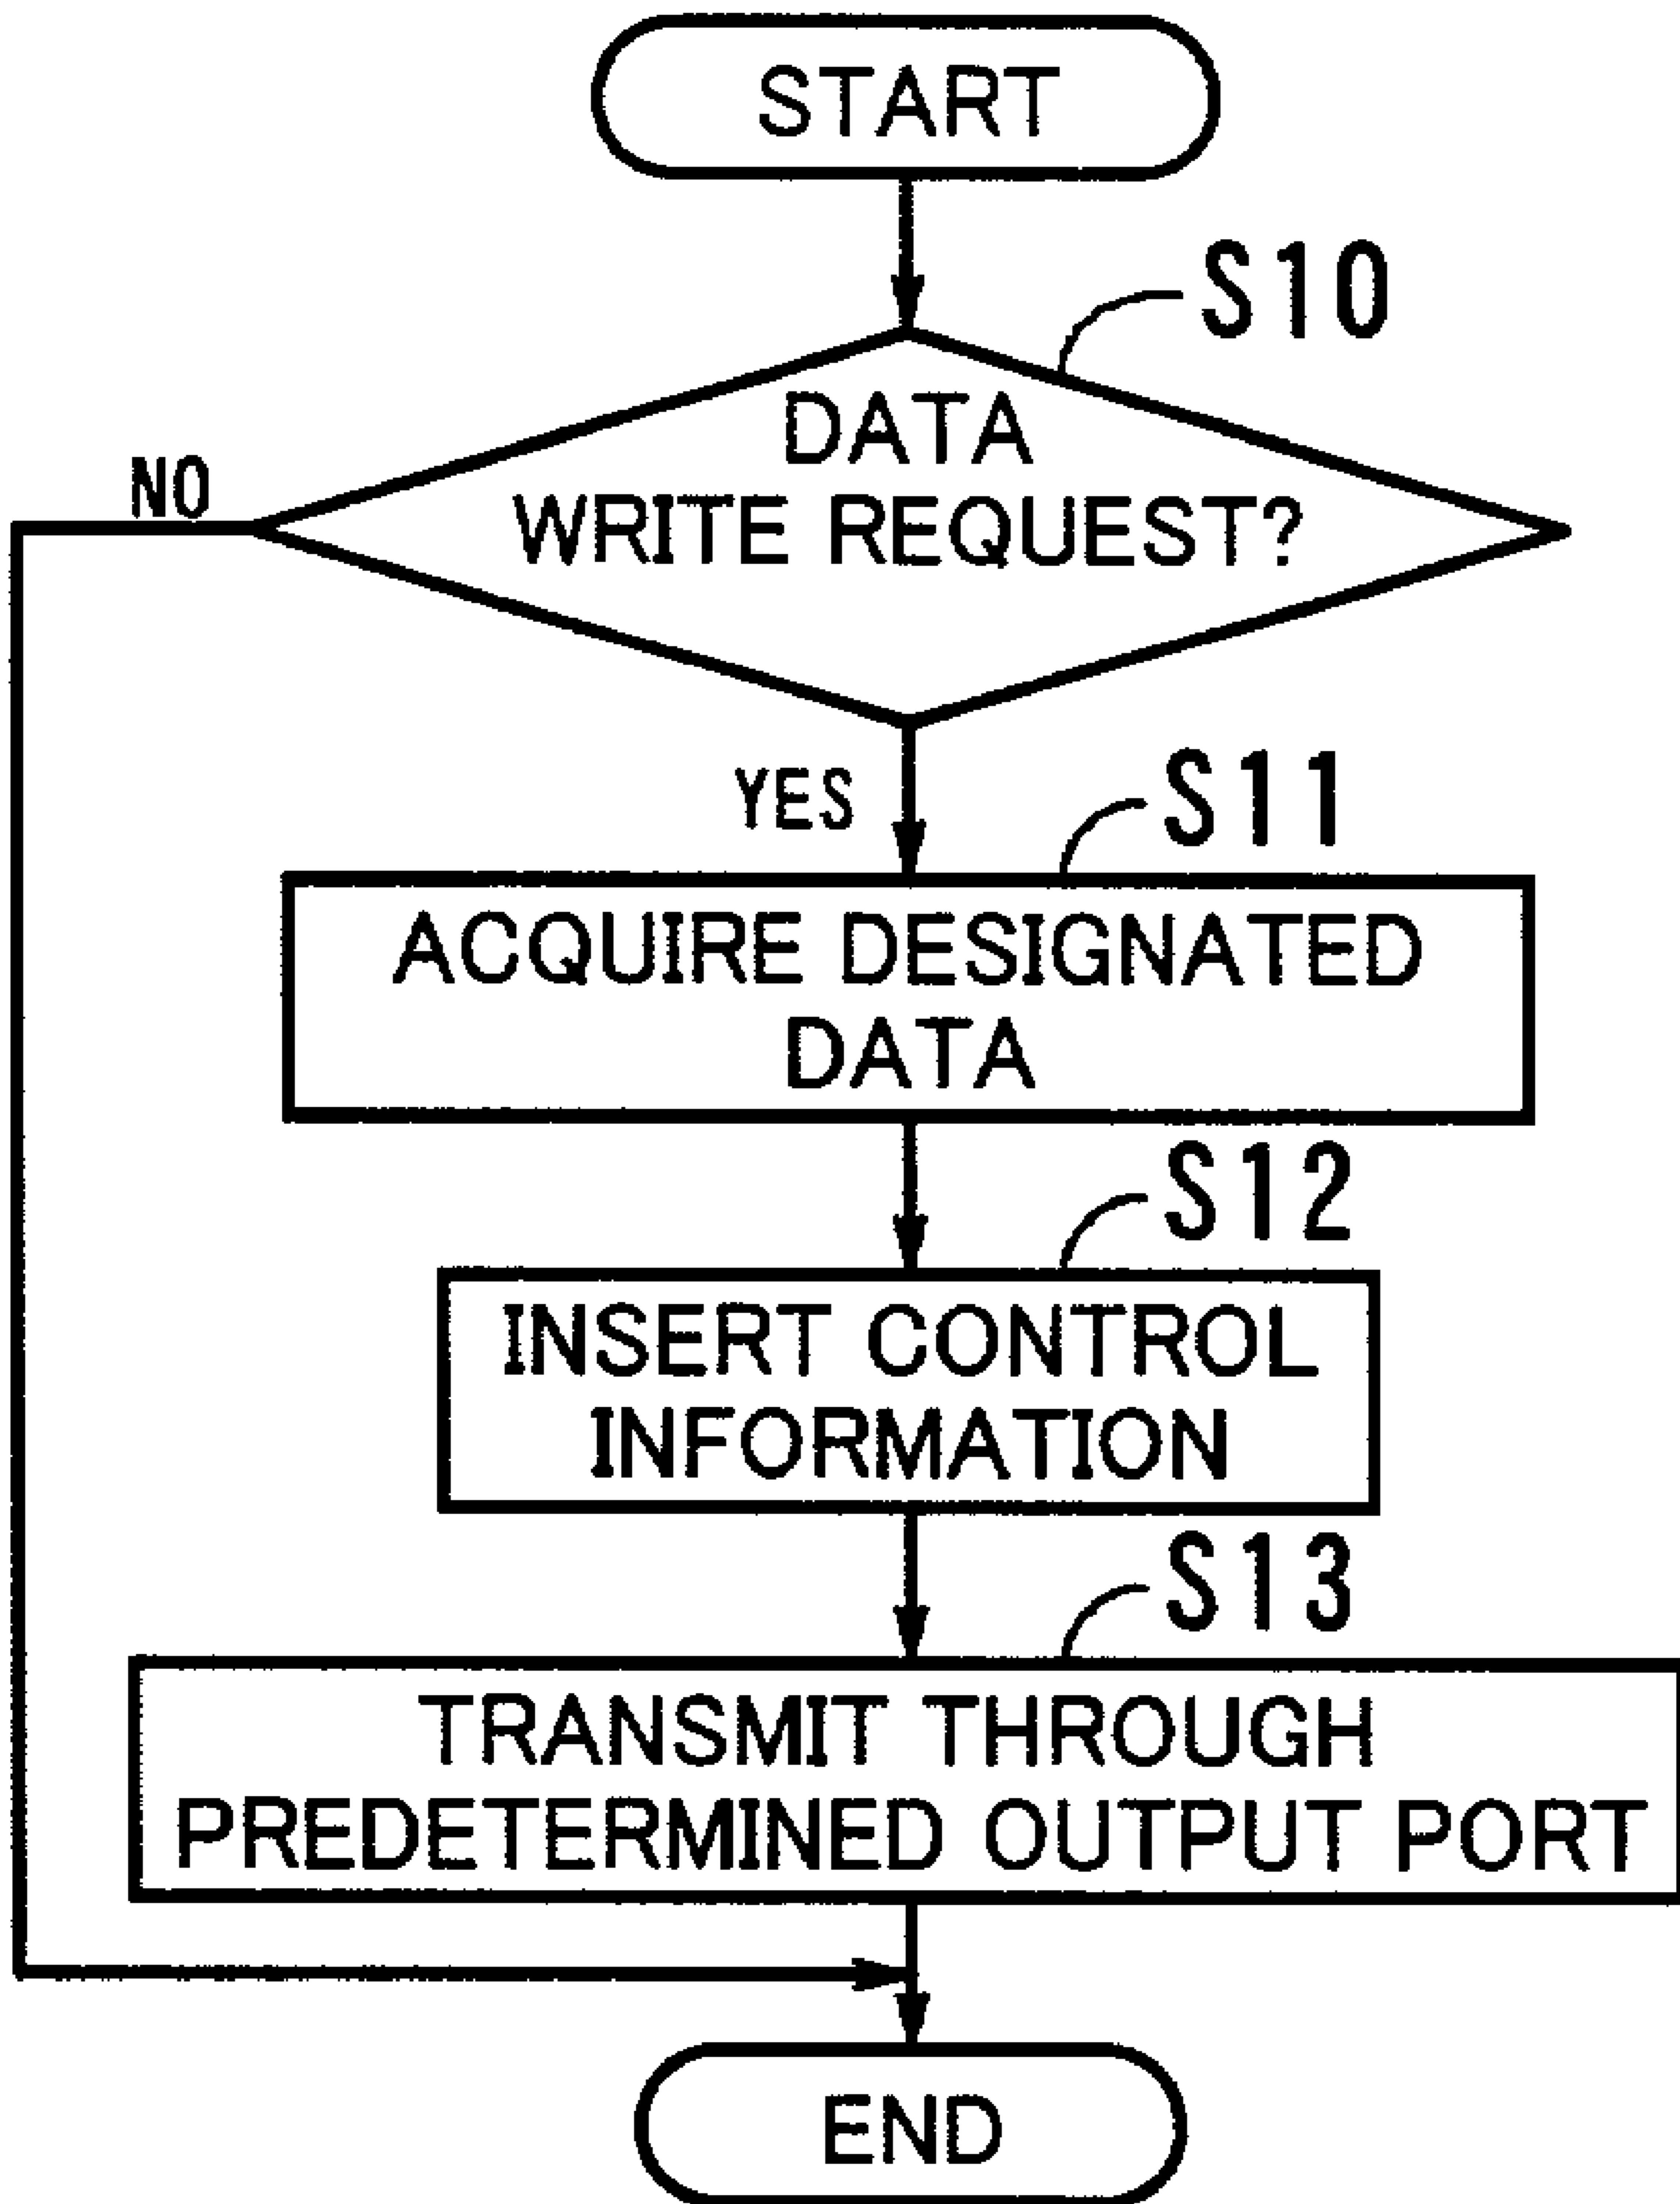 START
S10
DATA
WRITE REQUEST?
NO
YES
S11
ACQUIRE DESIGNATED
DATA
S12
INSERT CONTROL
INFORMATION
S13
TRANSMIT THROUGH
PREDETERMINED OUTPUT PORT
END